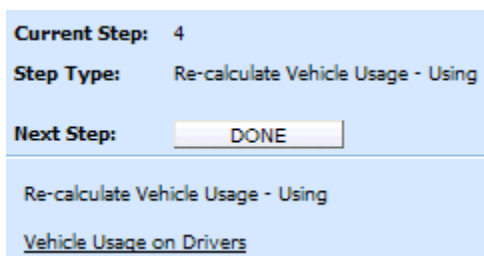 Current Step: 4
Step Type: Re-calculate Vehicle Usage - Using
Next Step: DONE
Re-calculate Vehicle Usage - Using
Vehicle Usage on Drivers